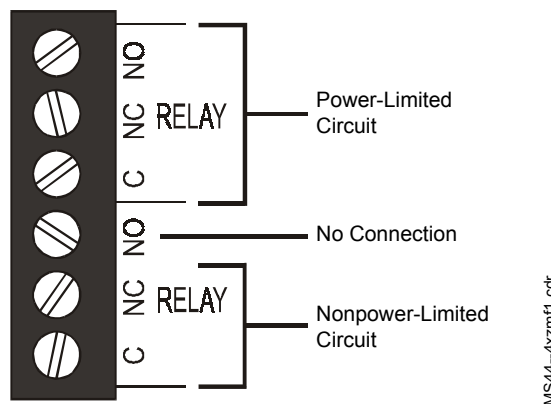 NO
NC RELAY
C
NO
NC RELAY
C
Power-Limited
Circuit
No Connection
Nonpower-Limited
Circuit